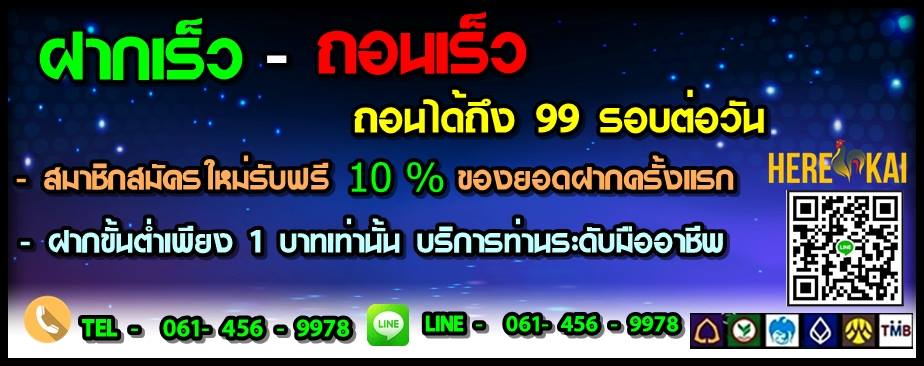 ฝากเร็ว - ถอนเร็ว
ถอนได้ถึง 99 รอบต่อวัน
- สมาชิกสมัครใหม่รับฟรี 10 % ของยอดฝากครั้งแรก
HERE KAI
- ฝากขั้นต่ำเพียง 1 บาทเท่านั้น บริการท่านระดับมืออาชีพ
LINE
TEL - 061- 456 - 9978
LINE
LINE - 061- 456 - 9978
TMB